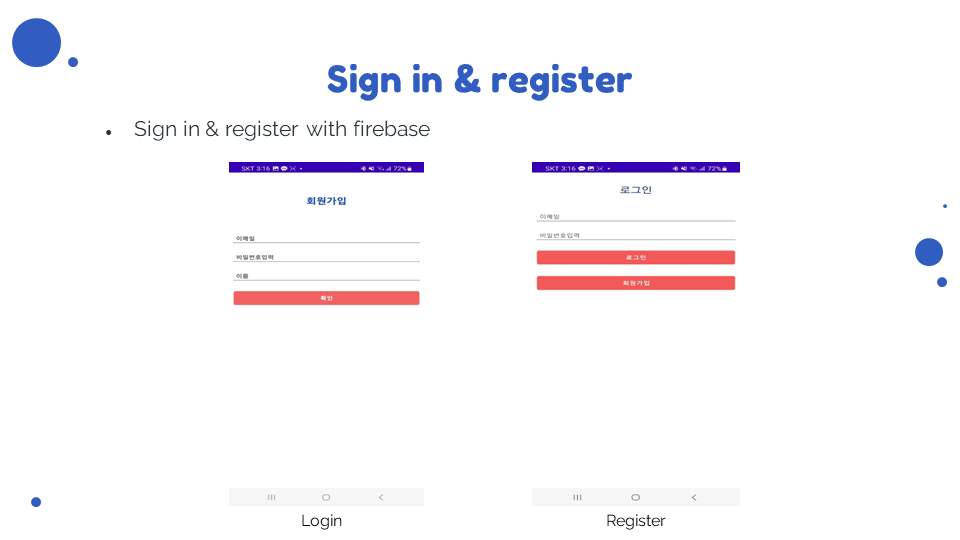 Sign in & register
• Sign in & register with firebase
SKT 3:16
72%
회원가입
이메일
비밀번호입력
이름
확인
Login
SKT 3:16
72%
로그인
이메일
비밀번호입력
로그인
회원가입
Register